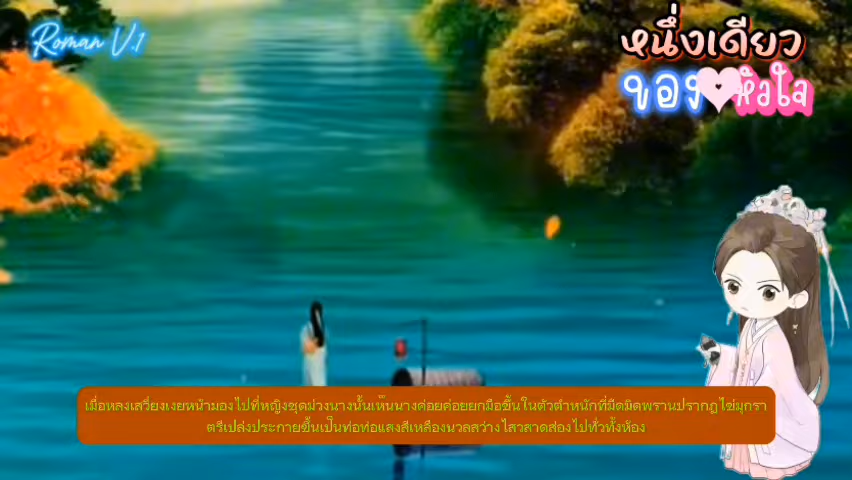 Roman V.1
หนึ่งเดียว
ของหัวใจ
เมื่อหลงเสวี่ยงเงยหน้ามองไปที่หญิงชุดม่วงนางนั้นเห็นนางค่อยค่อยยกมือขึ้นในตัวตำหนักที่มืดมิดพรานปรากฎไข่มุกรา
ตรีเปล่งประกายขึ้นเป็นท่อท่อแสงสีเหลืองนวลสว่างไสวสาดส่องไปทั่วทั้งห้อง